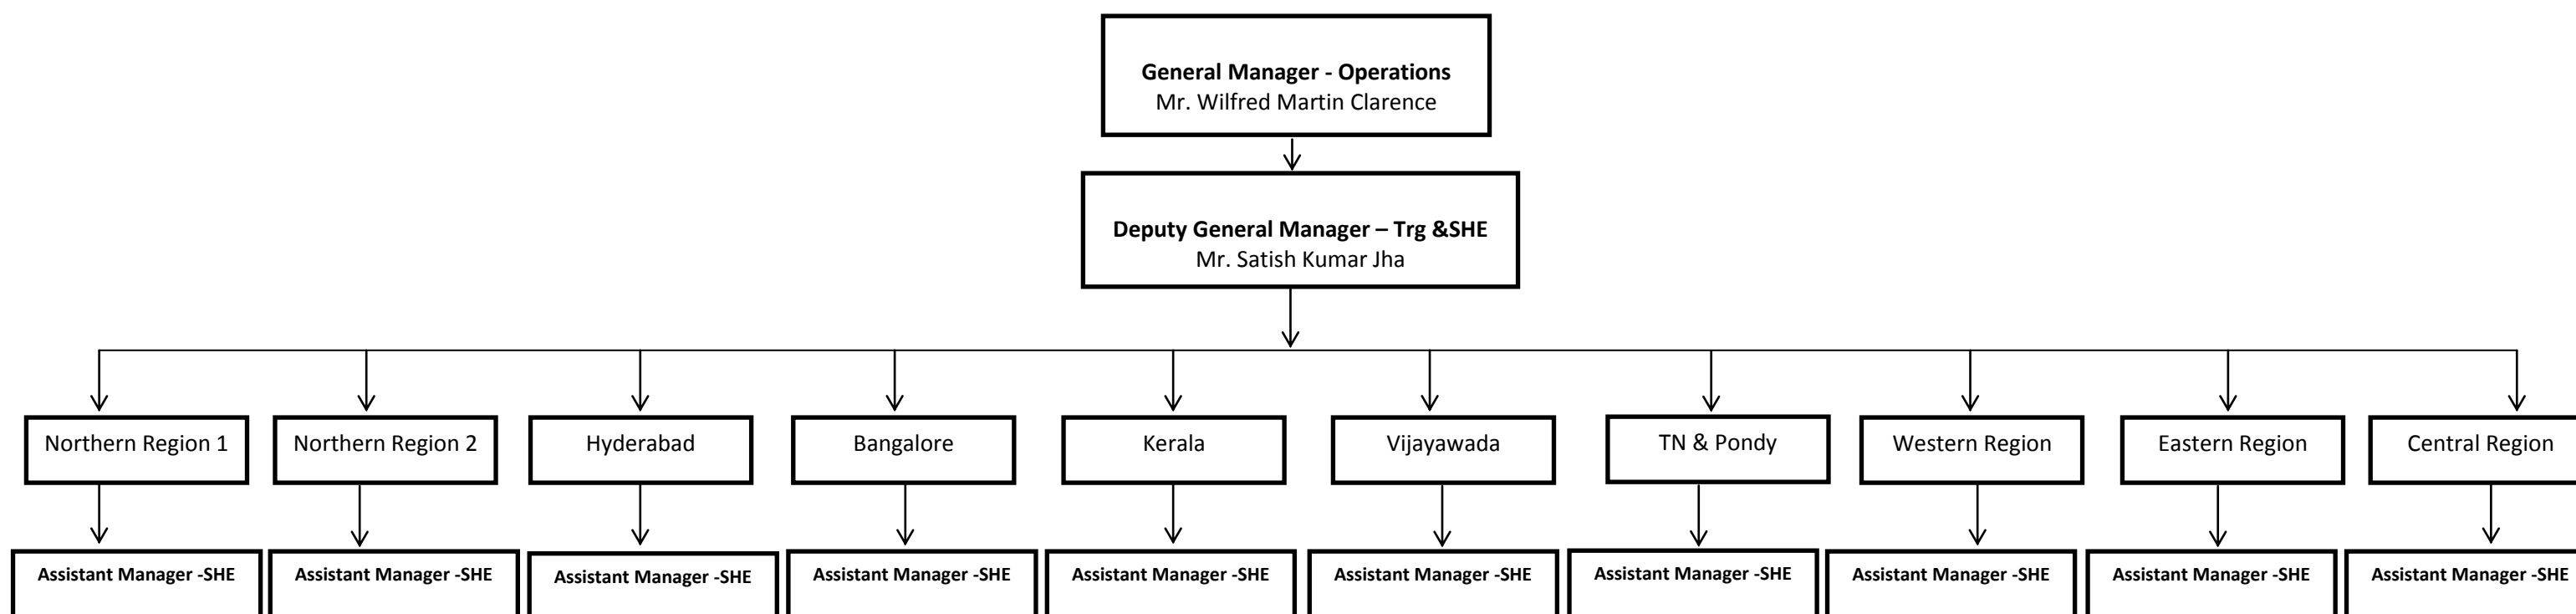 General Manager - Operations
Mr. Wilfred Martin Clarence
Deputy General Manager – Trg &SHE
Mr. Satish Kumar Jha
Northern Region 1
Northern Region 2
Hyderabad
Bangalore
Kerala
Vijayawada
TN & Pondy
Western Region
Eastern Region
Central Region
Assistant Manager -SHE
Assistant Manager -SHE
Assistant Manager -SHE
Assistant Manager -SHE
Assistant Manager -SHE
Assistant Manager -SHE
Assistant Manager -SHE
Assistant Manager -SHE
Assistant Manager -SHE
Assistant Manager -SHE